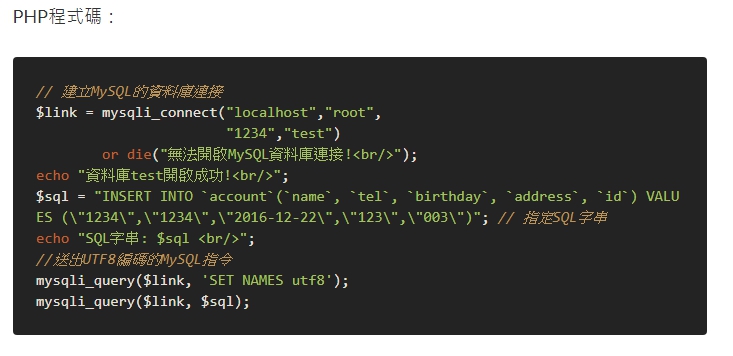 PHP程式碼：
// 建立MySQL的資料庫連接
$link = mysqli_connect("localhost","root",
"1234","test")
or die("無法開啟MySQL資料庫連接!<br/>");
echo "資料庫test開啟成功!<br/>";
$sql = "INSERT INTO `account`(`name`, `tel`, `birthday`, `address`, `id`) VALU
ES (\"1234\",\"1234\",\"2016-12-22\",\"123\",\"003\")"; // 指定SQL字串
echo "SQL字串: $sql <br/>";
//送出UTF8編碼的MySQL指令
mysqli_query($link, 'SET NAMES utf8');
mysqli_query($link, $sql);